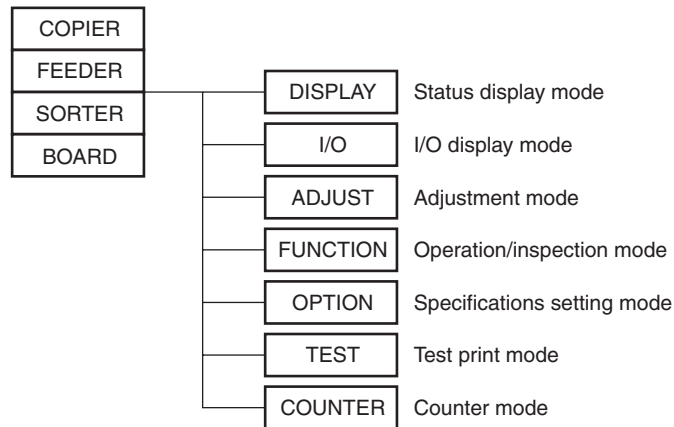 COPIER
FEEDER
SORTER
BOARD
DISPLAY Status display mode
I/O I/O display mode
ADJUST Adjustment mode
FUNCTION Operation/inspection mode
OPTION Specifications setting mode
TEST Test print mode
COUNTER Counter mode